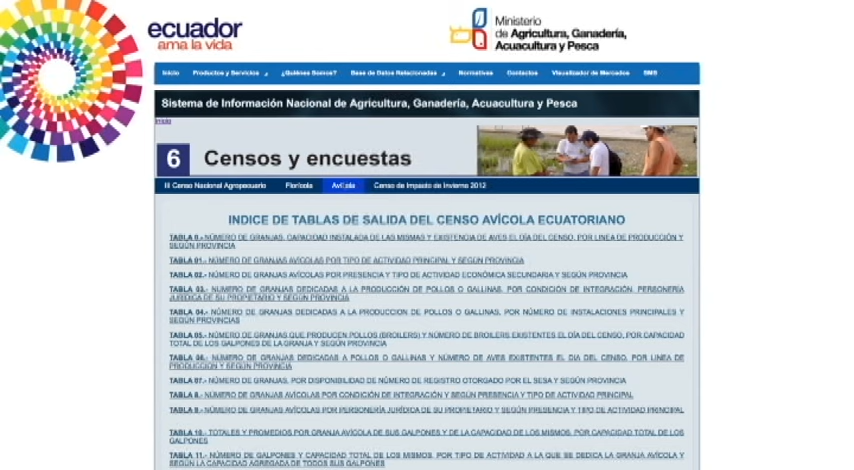 ecuador
ama la vida
Ministerio
de Agricultura, Ganadería,
Acuacultura y Pesca
Inicio Productos y Servicios ¿Quiénes Somos? Base de Datos Relacionadas Normativas Contactos Visualizador de Mercados SMS
Sistema de Información Nacional de Agricultura, Ganadería, Acuacultura y Pesca
Inicio
6 Censos y encuestas
III Censo Nacional Agropecuario Florícola Avícola Censo de Impacto de Invierno 2012
INDICE DE TABLAS DE SALIDA DEL CENSO AVÍCOLA ECUATORIANO
TABLA 0.- NÚMERO DE GRANJAS, CAPACIDAD INSTALADA DE LAS MISMAS Y EXISTENCIA DE AVES EL DÍA DEL CENSO, POR LINEA DE PRODUCCIÓN Y
SEGÚN PROVINCIA
TABLA 01.- NÚMERO DE GRANJAS AVÍCOLAS POR TIPO DE ACTIVIDAD PRINCIPAL Y SEGÚN PROVINCIA
TABLA 02.- NÚMERO DE GRANJAS AVÍCOLAS POR PRESENCIA Y TIPO DE ACTIVIDAD ECONÓMICA SECUNDARIA Y SEGÚN PROVINCIA
TABLA 03.- NUMERO DE GRANJAS DEDICADAS A LA PRODUCCIÓN DE POLLOS O GALLINAS, POR CONDICIÓN DE INTEGRACIÓN, PERSONERÍA
JURÍDICA DE SU PROPIETARIO Y SEGÚN PROVINCIA
TABLA 04.- NÚMERO DE GRANJAS DEDICADAS A LA PRODUCCION DE POLLOS O GALLINAS, POR NÚMERO DE INSTALACIONES PRINCIPALES Y
SEGÚN PROVINCIAS
TABLA 05.- NÚMERO DE GRANJAS QUE PRODUCEN POLLOS (BROILERS) Y NÚMERO DE BROILERS EXISTENTES EL DÍA DEL CENSO, POR CAPACIDAD
TOTAL DE LOS GALPONES DE LA GRANJA Y SEGÚN PROVINCIA
TABLA 06.- NÚMERO DE GRANJAS DEDICADAS A POLLOS O GALLINAS Y NÚMERO DE AVES EXISTENTES EL DIA DEL CENSO, POR LINEA DE
PRODUCCION Y SEGÚN PROVINCIA
TABLA 07.- NÚMERO DE GRANJAS, POR DISPONIBILIDAD DE NÚMERO DE REGISTRO OTORGADO POR EL SESA Y SEGÚN PROVINCIA
TABLA 8.- NÚMERO DE GRANJAS AVÍCOLAS POR CONDICIÓN DE INTEGRACIÓN Y SEGÚN PRESENCIA Y TIPO DE ACTIVIDAD PRINCIPAL
TABLA 9.- NÚMERO DE GRANJAS AVÍCOLAS POR PERSONERÍA JURÍDICA DE SU PROPIETARIO Y SEGÚN PRESENCIA Y TIPO DE ACTIVIDAD PRINCIPAL
TABLA 10.- TOTALES Y PROMEDIOS POR GRANJA AVÍCOLA DE SUS GALPONES Y DE LA CAPACIDAD DE LOS MISMOS, POR CAPACIDAD TOTAL DE LOS
GALPONES
TABLA 11.- NÚMERO DE GALPONES Y CAPACIDAD TOTAL DE LOS MISMOS, POR TIPO DE ACTIVIDAD A LA QUE SE DEDICA LA GRANJA AVÍCOLA Y
SEGÚN LA CAPACIDAD AGREGADA DE TODOS SUS GALPONES